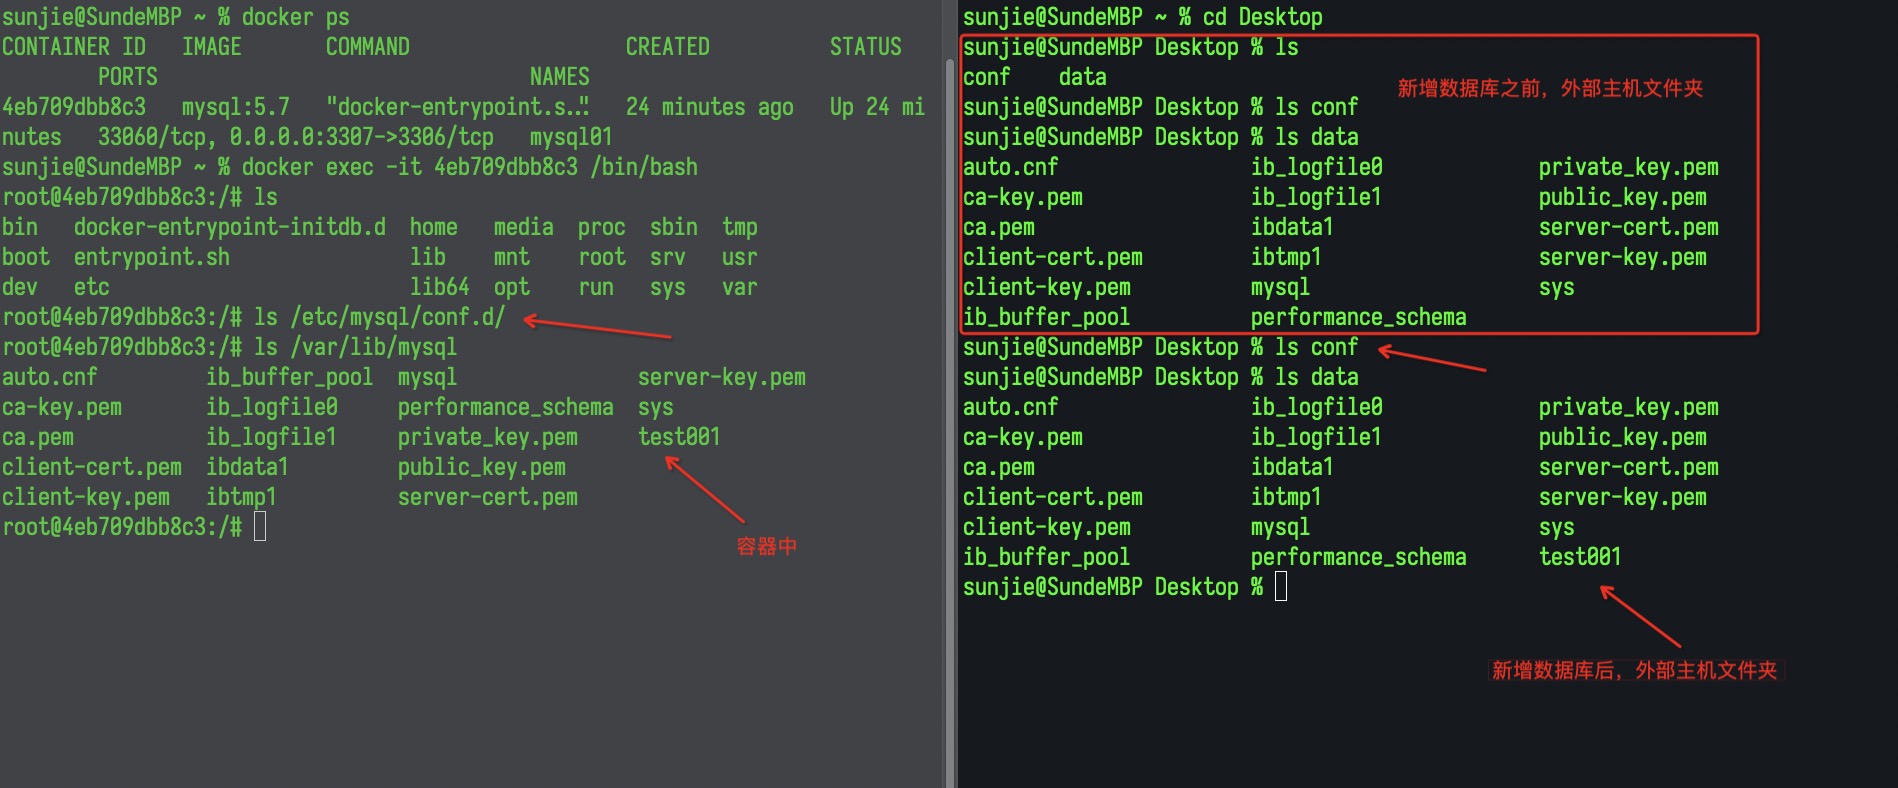 sunjie@SundeMBP ~ % docker ps
CONTAINER ID   IMAGE       COMMAND                  CREATED          STATUS
        PORTS                               NAMES
4eb709dbb8c3   mysql:5.7   "docker-entrypoint.s.."   24 minutes ago   Up 24 mi
nutes   33060/tcp, 0.0.0.0:3307->3306/tcp   mysql01
sunjie@SundeMBP ~ % docker exec -it 4eb709dbb8c3 /bin/bash
root@4eb709dbb8c3:/# ls
bin   docker-entrypoint-initdb.d  home   media  proc  sbin  tmp
boot  entrypoint.sh               lib    mnt    root  srv   usr
dev   etc                         lib64  opt    run   sys   var
root@4eb709dbb8c3:/# ls /etc/mysql/conf.d/
root@4eb709dbb8c3:/# ls /var/lib/mysql
auto.cnf         ib_buffer_pool  mysql               server-key.pem
ca-key.pem       ib_logfile0     performance_schema  sys
ca.pem           ib_logfile1     private_key.pem     test001
client-cert.pem  ibdata1         public_key.pem
client-key.pem   ibtmp1          server-cert.pem
root@4eb709dbb8c3:/#
容器中
sunjie@SundeMBP ~ % cd Desktop
sunjie@SundeMBP Desktop % ls
conf    data
新增数据库之前，外部主机文件夹
sunjie@SundeMBP Desktop % ls conf
sunjie@SundeMBP Desktop % ls data
auto.cnf                ib_logfile0             private_key.pem
ca-key.pem              ib_logfile1             public_key.pem
ca.pem                  ibdata1                 server-cert.pem
client-cert.pem         ibtmp1                  server-key.pem
client-key.pem          mysql                   sys
ib_buffer_pool          performance_schema
sunjie@SundeMBP Desktop % ls conf
sunjie@SundeMBP Desktop % ls data
auto.cnf                ib_logfile0             private_key.pem
ca-key.pem              ib_logfile1             public_key.pem
ca.pem                  ibdata1                 server-cert.pem
client-cert.pem         ibtmp1                  server-key.pem
client-key.pem          mysql                   sys
ib_buffer_pool          performance_schema      test001
sunjie@SundeMBP Desktop %
新增数据库后，外部主机文件夹